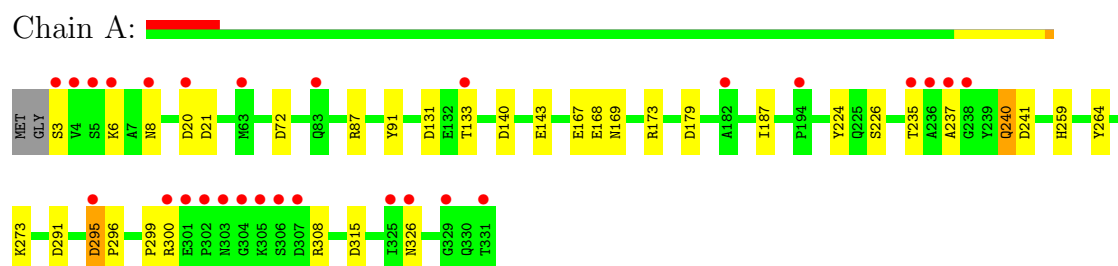 Chain A:
MET GLY S3 V4 S5 K6 A7 N8 D20 D21 M63 D72 Q83 R87 Y91 D131 E132 T133 D140 E143 E167 E168 N169 R173 D179 A182 I187 P194 Y224 Q225 S226 T235 A236 A237 G238 Y239 Q240 D241 H259 Y264
K273 D291 D295 P296 P299 R300 E301 P302 N303 G304 K305 S306 D307 R308 D315 I325 N326 G329 Q330 T331